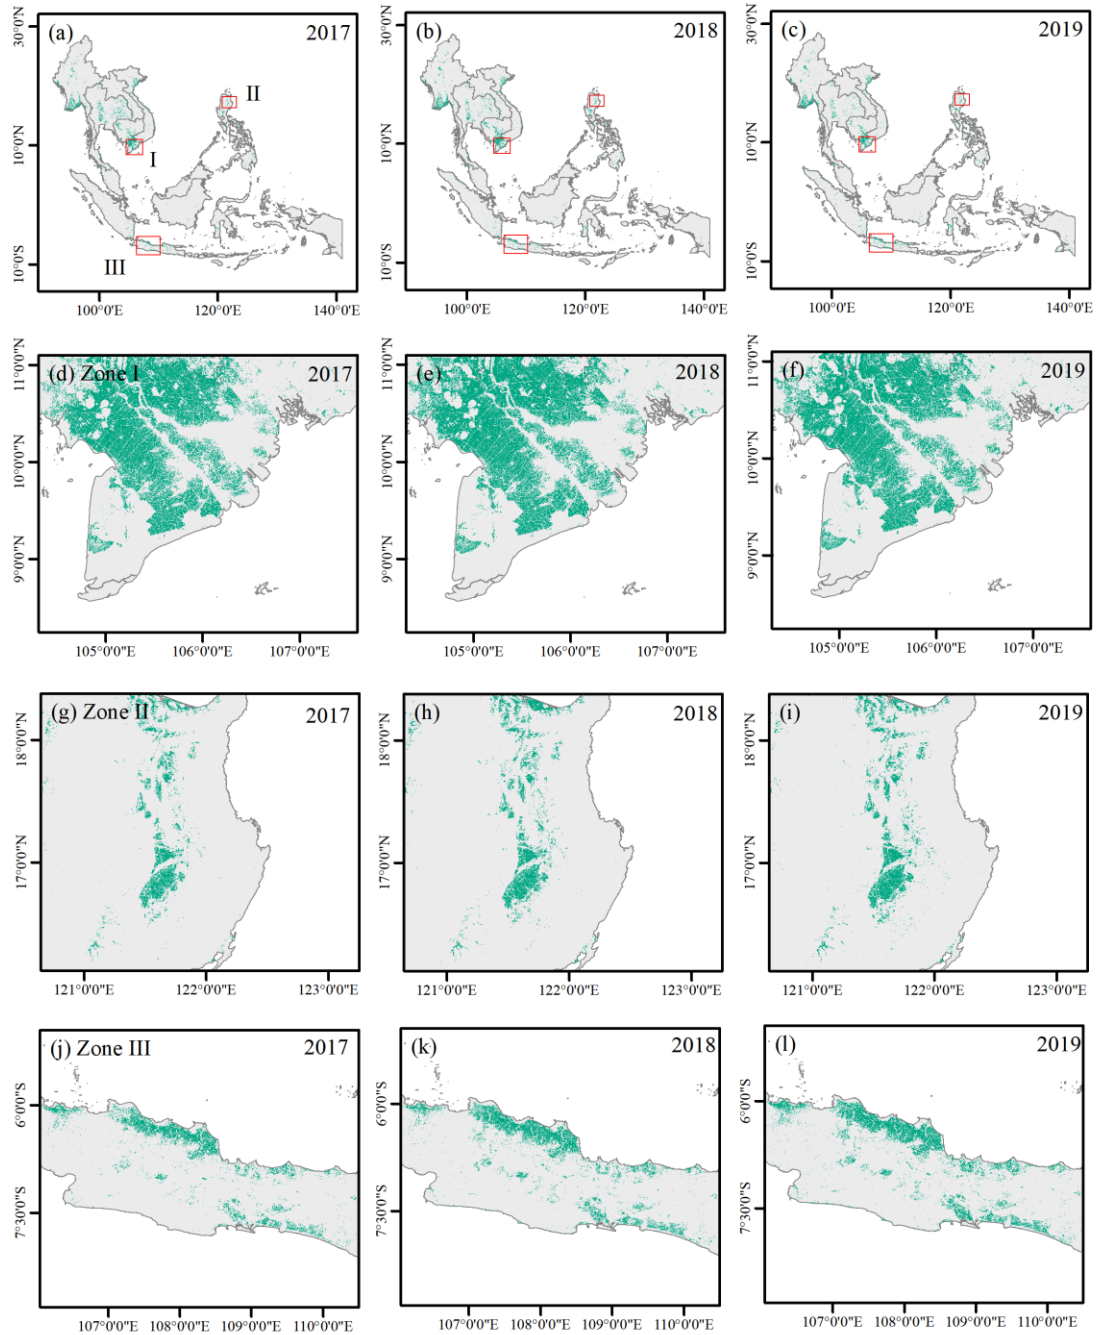 (a) 2017
II
I
III
30°0'N
10°0'N
10°0'S
100°0'E 120°0'E 140°0'E
(b) 2018
30°0'N
10°0'N
10°0'S
100°0'E 120°0'E 140°0'E
(c) 2019
30°0'N
10°0'N
10°0'S
100°0'E 120°0'E 140°0'E
(d) Zone I 2017
11°0'0"N
10°0'0"N
9°0'0"N
105°0'0"E 106°0'0"E 107°0'0"E
(e) 2018
11°0'0"N
10°0'0"N
9°0'0"N
105°0'0"E 106°0'0"E 107°0'0"E
(f) 2019
11°0'0"N
10°0'0"N
9°0'0"N
105°0'0"E 106°0'0"E 107°0'0"E
(g) Zone II 2017
18°0'0"N
17°0'0"N
121°0'0"E 122°0'0"E 123°0'0"E
(h) 2018
18°0'0"N
17°0'0"N
121°0'0"E 122°0'0"E 123°0'0"E
(i) 2019
18°0'0"N
17°0'0"N
121°0'0"E 122°0'0"E 123°0'0"E
(j) Zone III 2017
6°0'0"S
7°30'0"S
107°0'0"E 108°0'0"E 109°0'0"E 110°0'0"E
(k) 2018
6°0'0"S
7°30'0"S
107°0'0"E 108°0'0"E 109°0'0"E 110°0'0"E
(l) 2019
6°0'0"S
7°30'0"S
107°0'0"E 108°0'0"E 109°0'0"E 110°0'0"E